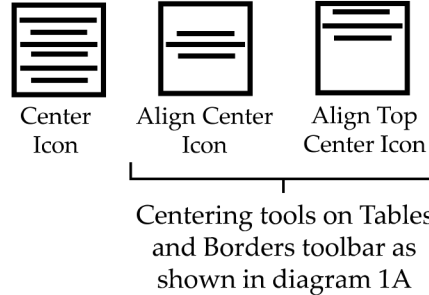 Center
Icon
Align Center
Icon
Align Top
Center Icon
Centering tools on Tables
and Borders toolbar as
shown in diagram 1A